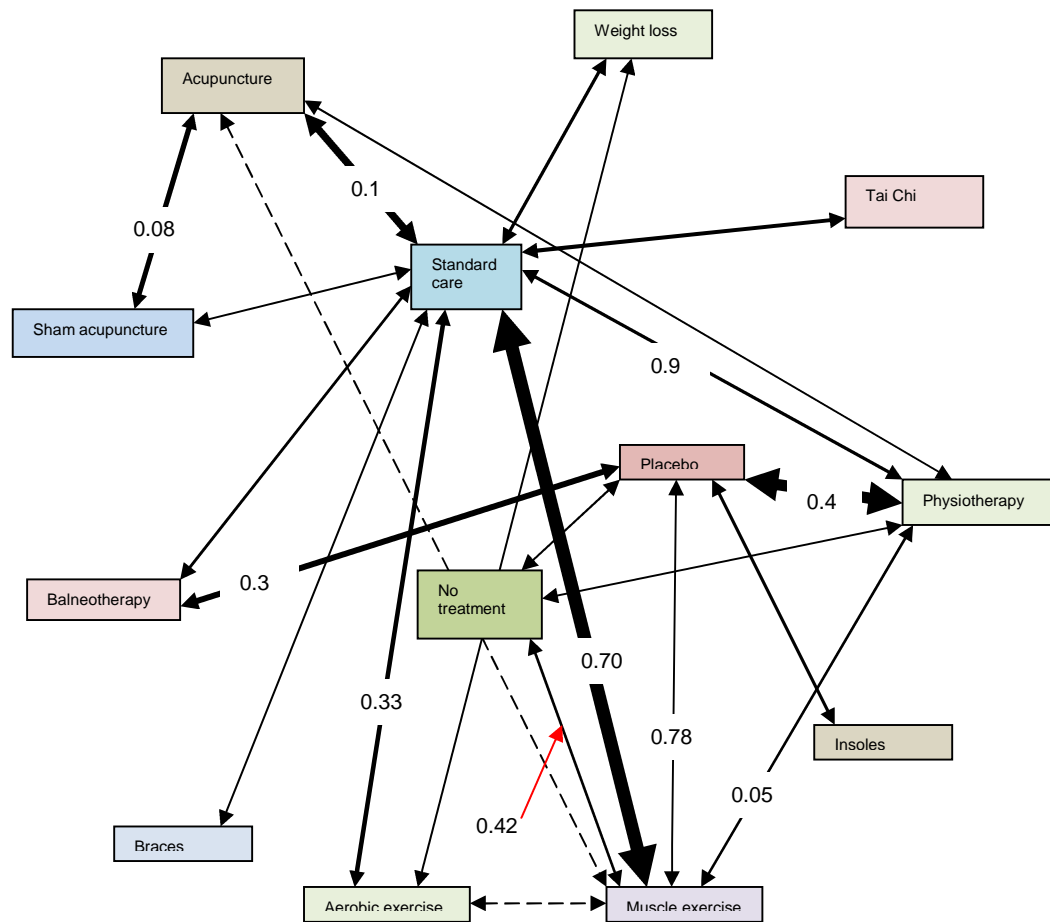 Weight loss
Acupuncture
0.1
Tai Chi
0.08
Standard
care
Sham acupuncture
0.9
Placebo
0.4
Physiotherapy
0.3
Balneotherapy
No
treatment
0.70
0.33
0.78
Insoles
0.05
0.42
Braces
Aerobic exercise
Muscle exercise